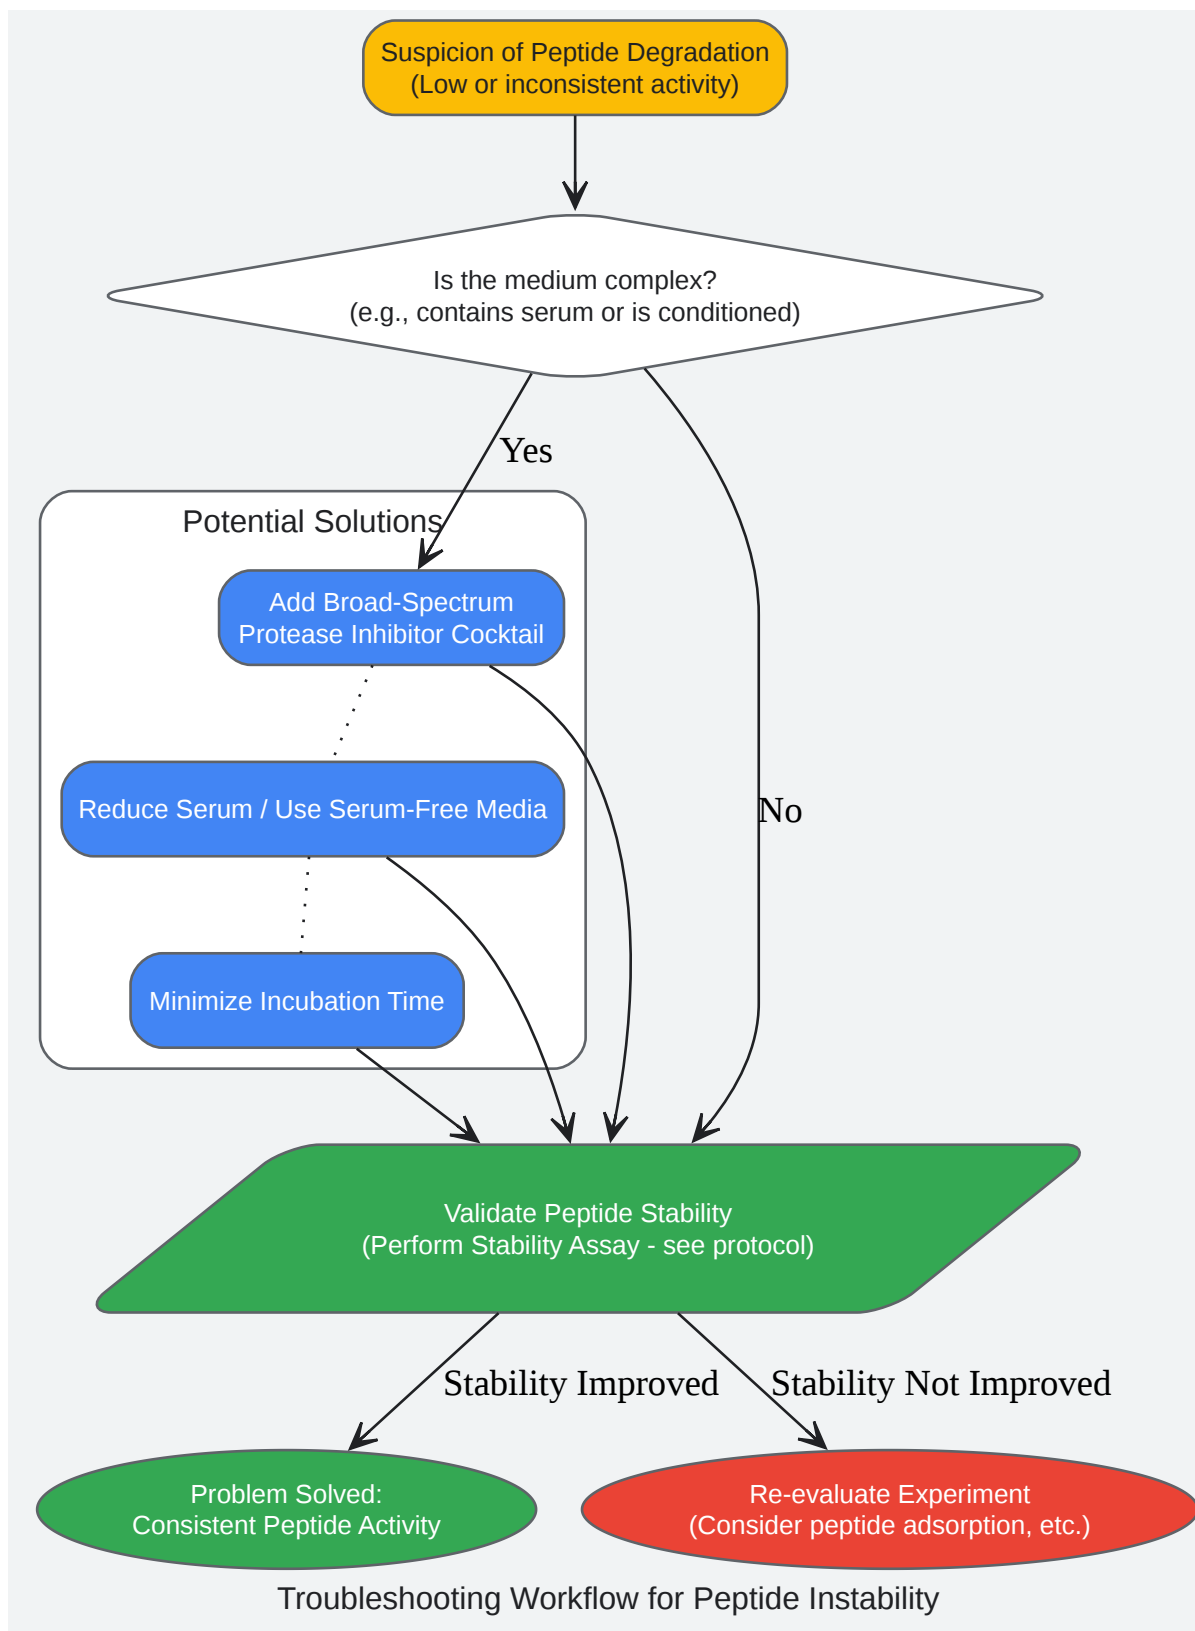 Suspicion of Peptide Degradation
(Low or inconsistent activity)
Is the medium complex?
(e.g., contains serum or is conditioned)
Yes
Potential Solutions
Add Broad-Spectrum
Protease Inhibitor Cocktail
Reduce Serum / Use Serum-Free Media
No
Minimize Incubation Time
Validate Peptide Stability
(Perform Stability Assay - see protocol)
Stability Improved
Stability Not Improved
Problem Solved:
Consistent Peptide Activity
Re-evaluate Experiment
(Consider peptide adsorption, etc.)
Troubleshooting Workflow for Peptide Instability